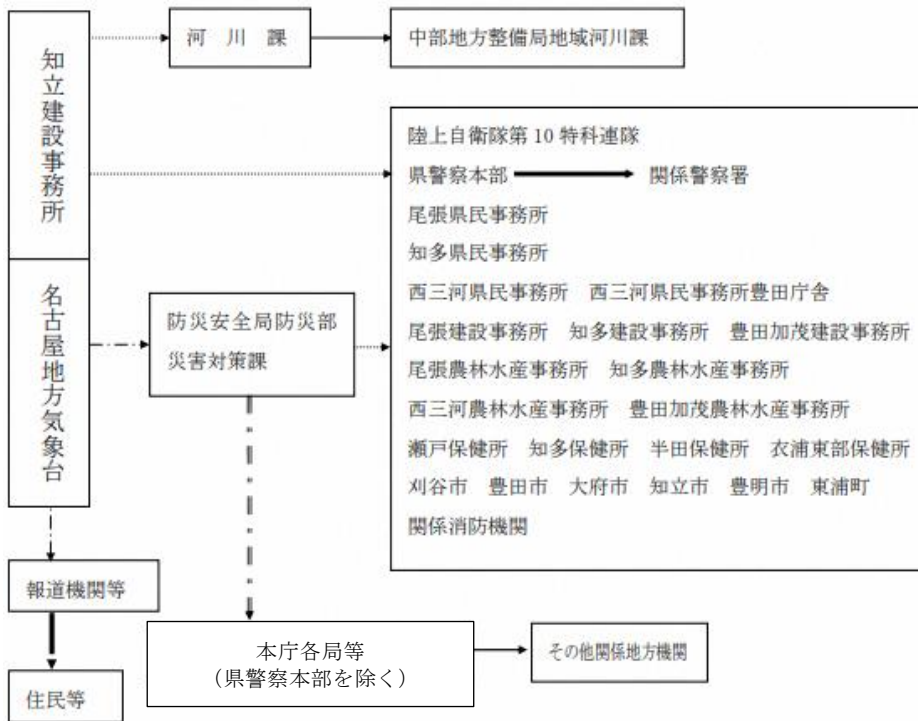 知立建設事務所
河川課
中部地方整備局地域河川課
陸上自衛隊第10特科連隊
県警察本部 関係警察署
尾張県民事務所
知多県民事務所
西三河県民事務所 西三河県民事務所豊田庁舎
尾張建設事務所 知多建設事務所 豊田加茂建設事務所
尾張農林水産事務所 知多農林水産事務所
西三河農林水産事務所 豊田加茂農林水産事務所
瀬戸保健所 知多保健所 半田保健所 衣浦東部保健所
刈谷市 豊田市 大府市 知立市 豊明市 東浦町
関係消防機関
名古屋地方気象台
防災安全局防災部
災害対策課
報道機関等
住民等
本庁各局等
(県警察本部を除く)
その他関係地方機関